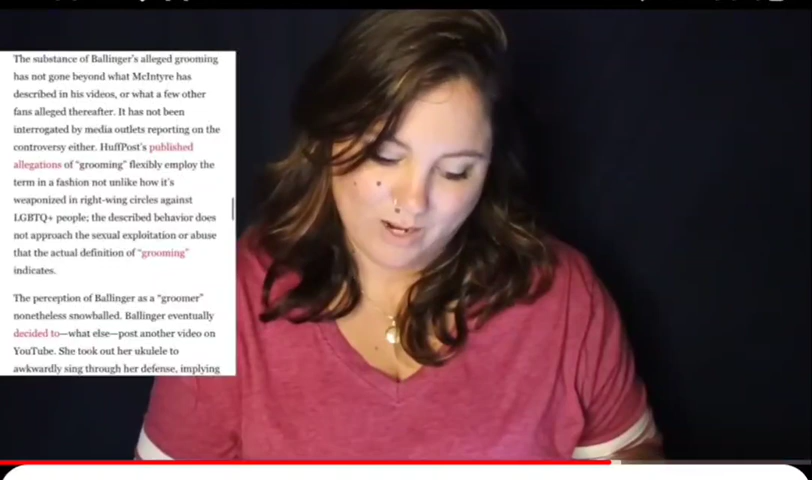 The substance of Ballinger's alleged grooming
has not gone beyond what McIntyre has
described in his videos, or what a few other
fans alleged thereafter. It has not been
interrogated by media outlets reporting on the
controversy either. HuffPost's published
allegations of "grooming" flexibly employ the
term in a fashion not unlike how it's
weaponized in right-wing circles against
LGBTQ+ people; the described behavior does
not approach the sexual exploitation or abuse
that the actual definition of "grooming"
indicates.
The perception of Ballinger as a "groomer"
nonetheless snowballed. Ballinger eventually
decided to—what else—post another video on
YouTube. She took out her ukulele to
awkwardly sing through her defense, implying